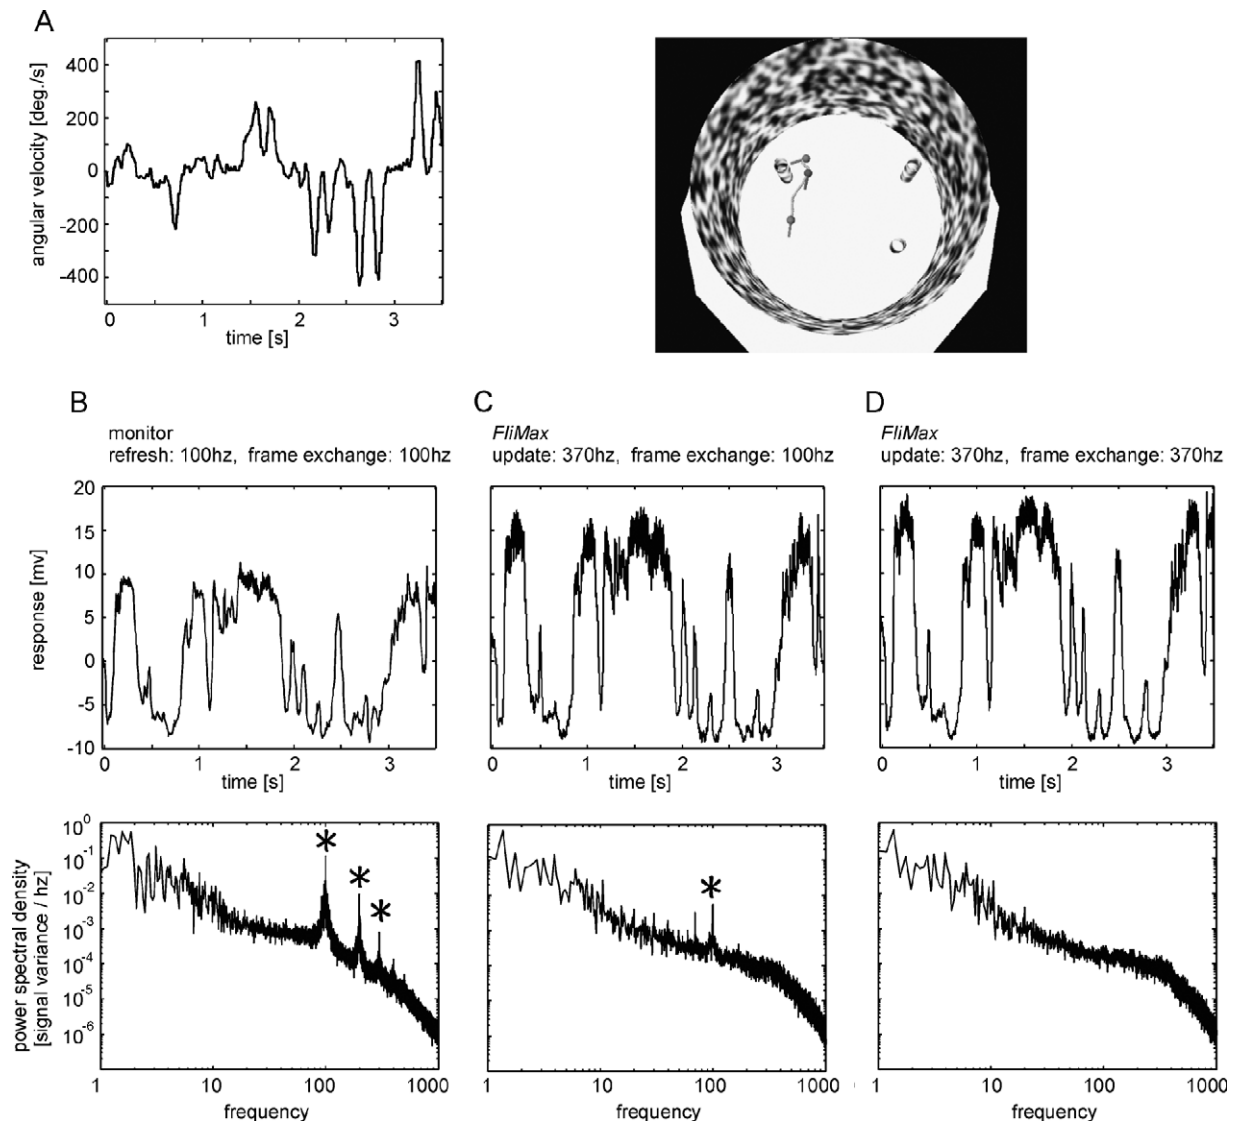 A
angular velocity [deg./s]
400
200
0
-200
-400
0 1 2 3
time [s]
B
monitor
refresh: 100hz, frame exchange: 100hz
C
FliMax
update: 370hz, frame exchange: 100hz
D
FliMax
update: 370hz, frame exchange: 370hz
response [mv]
20
15
10
5
0
-5
-10
0 1 2 3
time [s]
0 1 2 3
time [s]
0 1 2 3
time [s]
power spectral density
[signal variance / hz]
10^0
10^-1
10^-2
10^-3
10^-4
10^-5
10^-6
* * *
*
1 10 100 1000
frequency
1 10 100 1000
frequency
1 10 100 1000
frequency